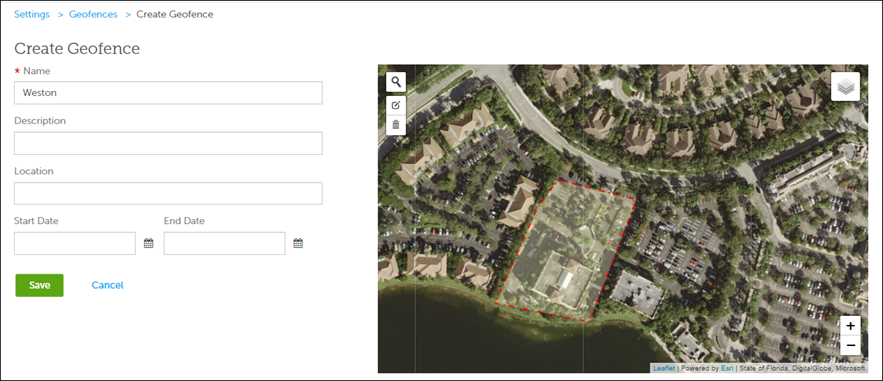 Settings > Geofences > Create Geofence
Create Geofence
* Name
Weston
Description
Location
Start Date End Date
Save Cancel
+
−
Leaflet | Powered by Esri | State of Florida, DigitalGlobe, Microsoft